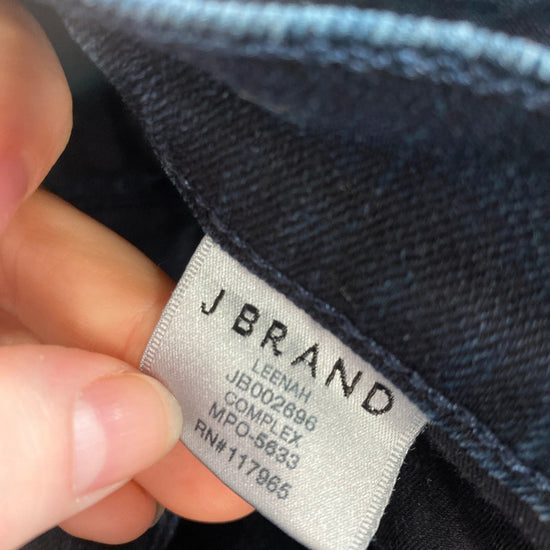 J BRAND
LEENAH
JB002696
COMPLEX
MPO-5633
RN#117965